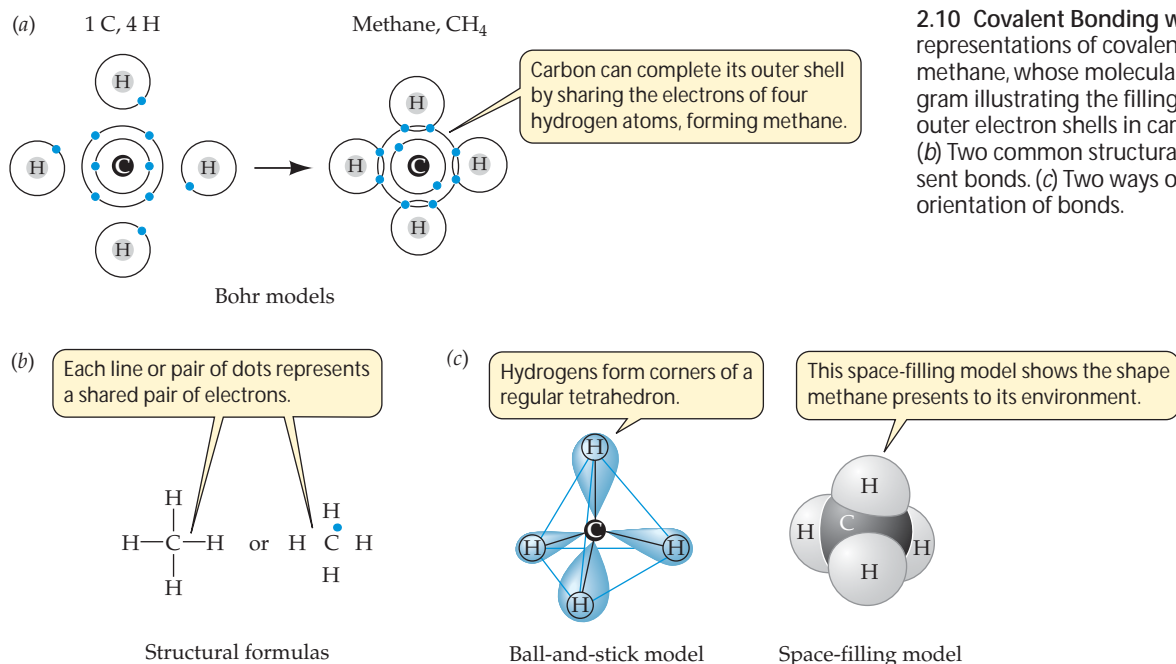 (a) 1 C, 4 H
Methane, CH₄
H
H
C
H
H
H
H
C
H
H
Carbon can complete its outer shell
by sharing the electrons of four
hydrogen atoms, forming methane.
Bohr models
2.10 Covalent Bonding w
representations of covalen
methane, whose molecula
gram illustrating the filling
outer electron shells in car
(b) Two common structura
sent bonds. (c) Two ways o
orientation of bonds.
(b)
Each line or pair of dots represents
a shared pair of electrons.
H
H—C—H or H C H
H
H
H
Structural formulas
(c)
Hydrogens form corners of a
regular tetrahedron.
H
C
H
H
H
Ball-and-stick model
This space-filling model shows the shape
methane presents to its environment.
H
C
H
H
H
Space-filling model